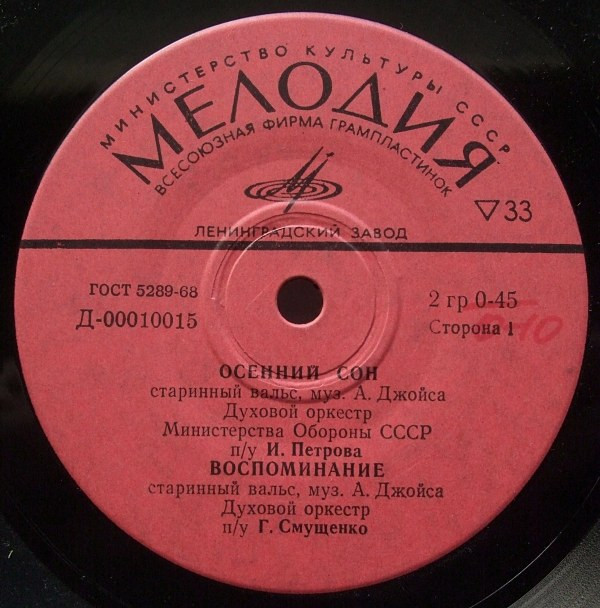 МИНИСТЕРСТВО КУЛЬТУРЫ СССР
МЕЛОДИЯ
ВСЕСОЮЗНАЯ ФИРМА ГРАМПЛАСТИНОК
▽33
ЛЕНИНГРАДСКИЙ ЗАВОД
ГОСТ 5289-68
2 гр 0-45
Д-00010015
Сторона 1
ОСЕННИЙ СОН
старинный вальс, муз. А. Джойса
Духовой оркестр
Министерства Обороны СССР
п/у И. Петрова
ВОСПОМИНАНИЕ
старинный вальс, муз. А. Джойса
Духовой оркестр
п/у Г. Смущенко